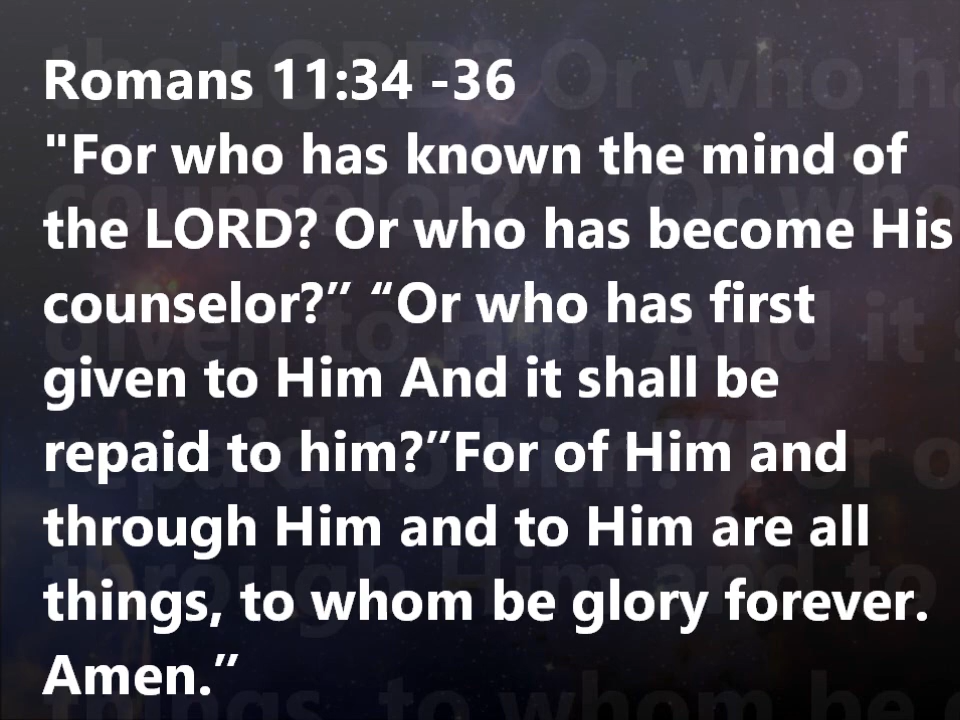 Romans 11:34 -36
"For who has known the mind of
the LORD? Or who has become His
counselor?” “Or who has first
given to Him And it shall be
repaid to him?”For of Him and
through Him and to Him are all
things, to whom be glory forever.
Amen.”